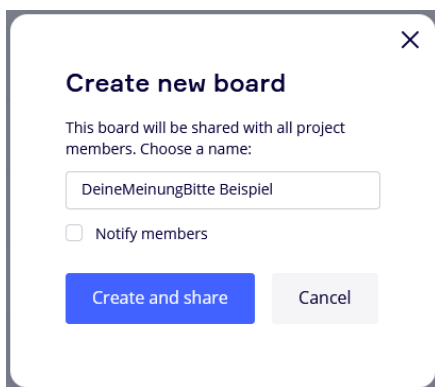 Create new board
This board will be shared with all project
members. Choose a name:
DeineMeinungBitte Beispiel
Notify members
Create and share
Cancel